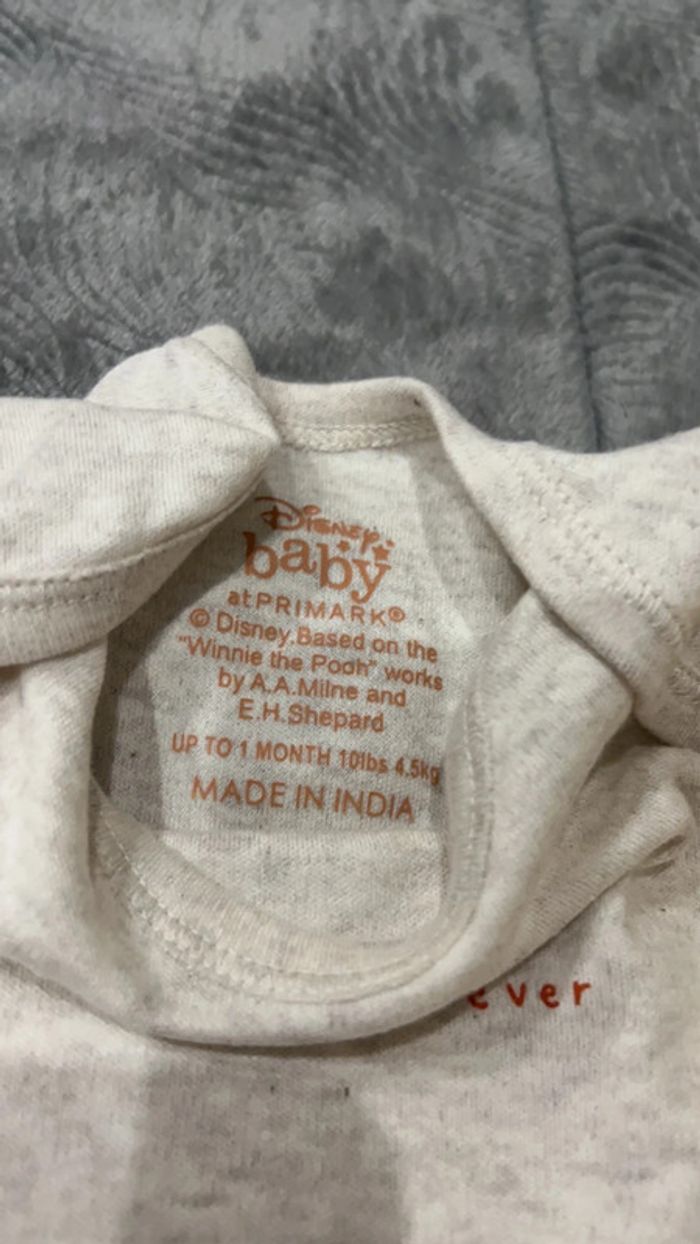 Disney
baby
at PRIMARK®
© Disney. Based on the
"Winnie the Pooh" works
by A.A.Milne and
E.H.Shepard
UP TO 1 MONTH 10lbs 4.5kg
MADE IN INDIA
ever